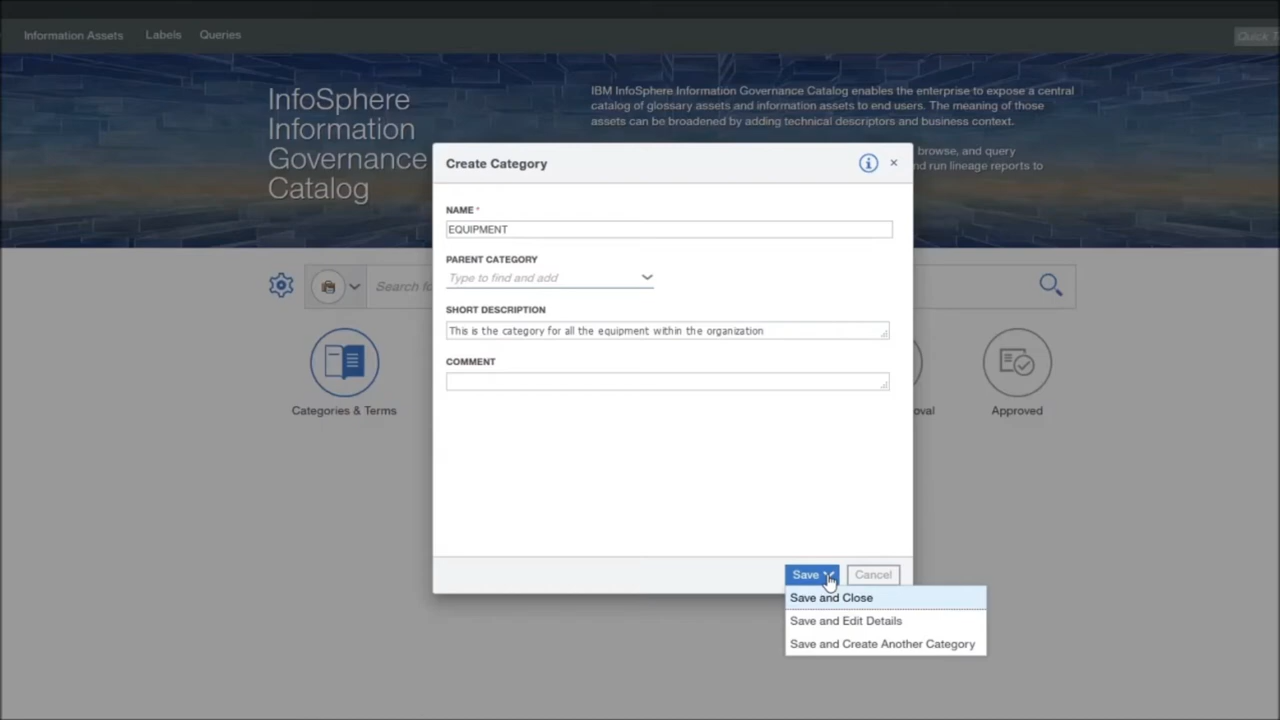 Information Assets
Labels
Queries
Quick
InfoSphere
Information
Governance
Catalog
IBM InfoSphere Information Governance Catalog enables the enterprise to expose a central
catalog of glossary assets and information assets to end users. The meaning of those
assets can be broadened by adding technical descriptors and business context.
browse, and query
run lineage reports to
Create Category
NAME *
EQUIPMENT
PARENT CATEGORY
Type to find and add
SHORT DESCRIPTION
This is the category for all the equipment within the organization
COMMENT
Search fo
Categories & Terms
oval
Approved
Save
Cancel
Save and Close
Save and Edit Details
Save and Create Another Category